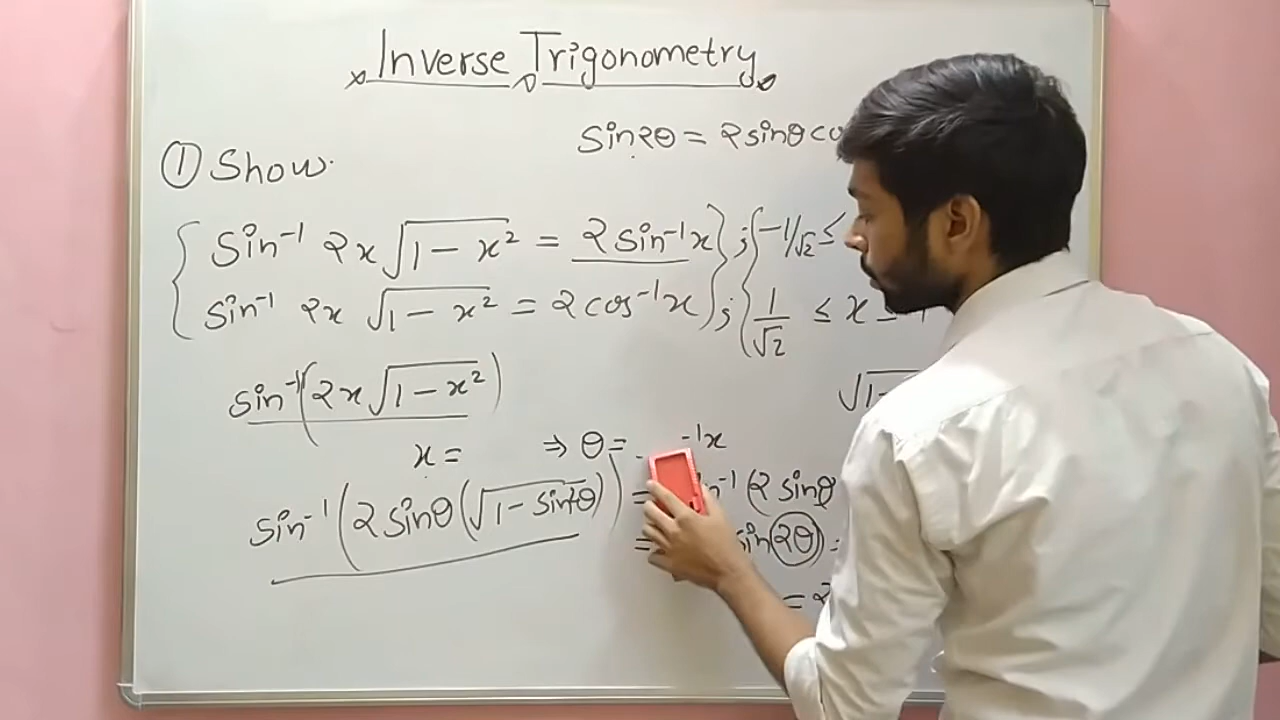 Inverse Trigonometry
Sin2θ = 2sinθ
① Show
{ Sin⁻¹ 2x√(1 - x²) = 2sin⁻¹x } ; { -1/√2 ≤
Sin⁻¹ 2x √(1 - x²) = 2cos⁻¹x } ; { 1/√2 ≤ x ≤
sin⁻¹(2x√(1 - x²))
x = ⇒ θ = ⁻¹x
sin⁻¹(2sinθ(√(1 - sin²θ))) = ⁻¹(2sinθ
= sin(2θ) =
= 2